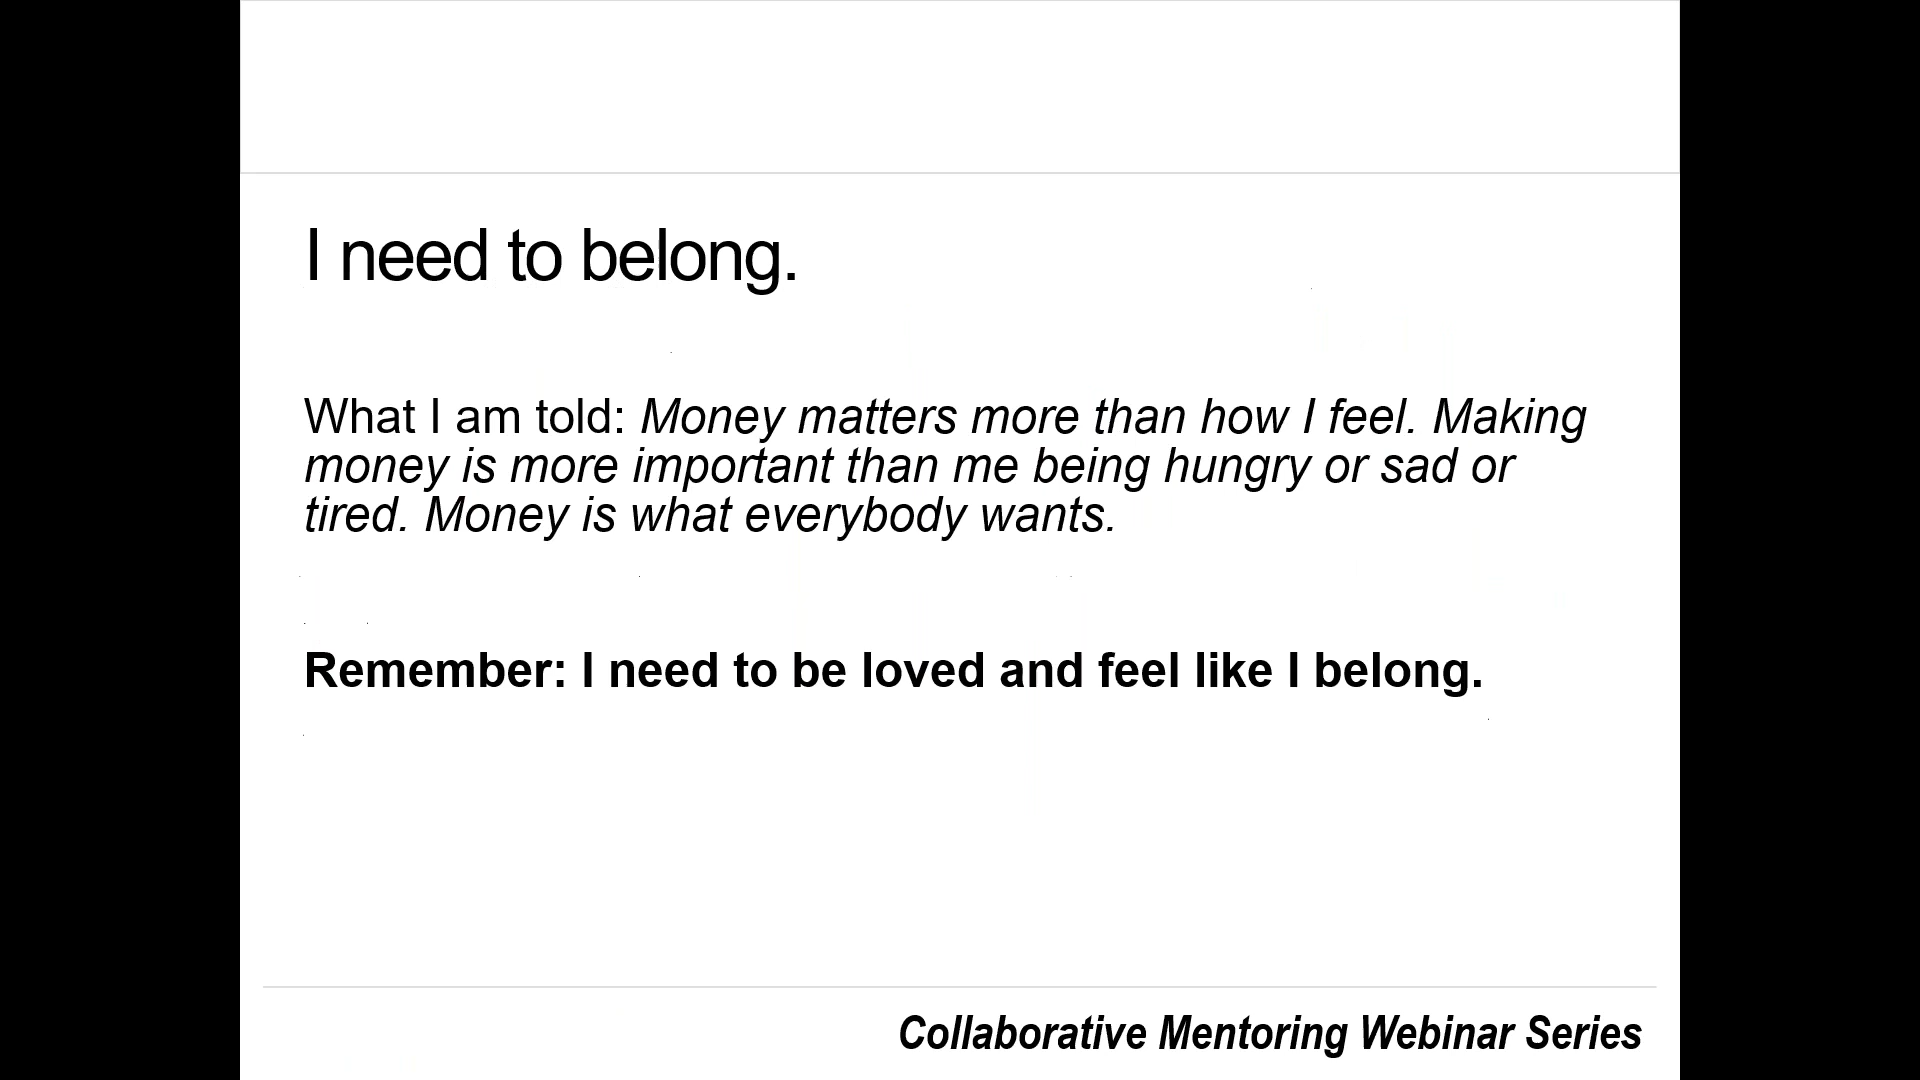 I need to belong.
What I am told: Money matters more than how I feel. Making
money is more important than me being hungry or sad or
tired. Money is what everybody wants.
Remember: I need to be loved and feel like I belong.
Collaborative Mentoring Webinar Series